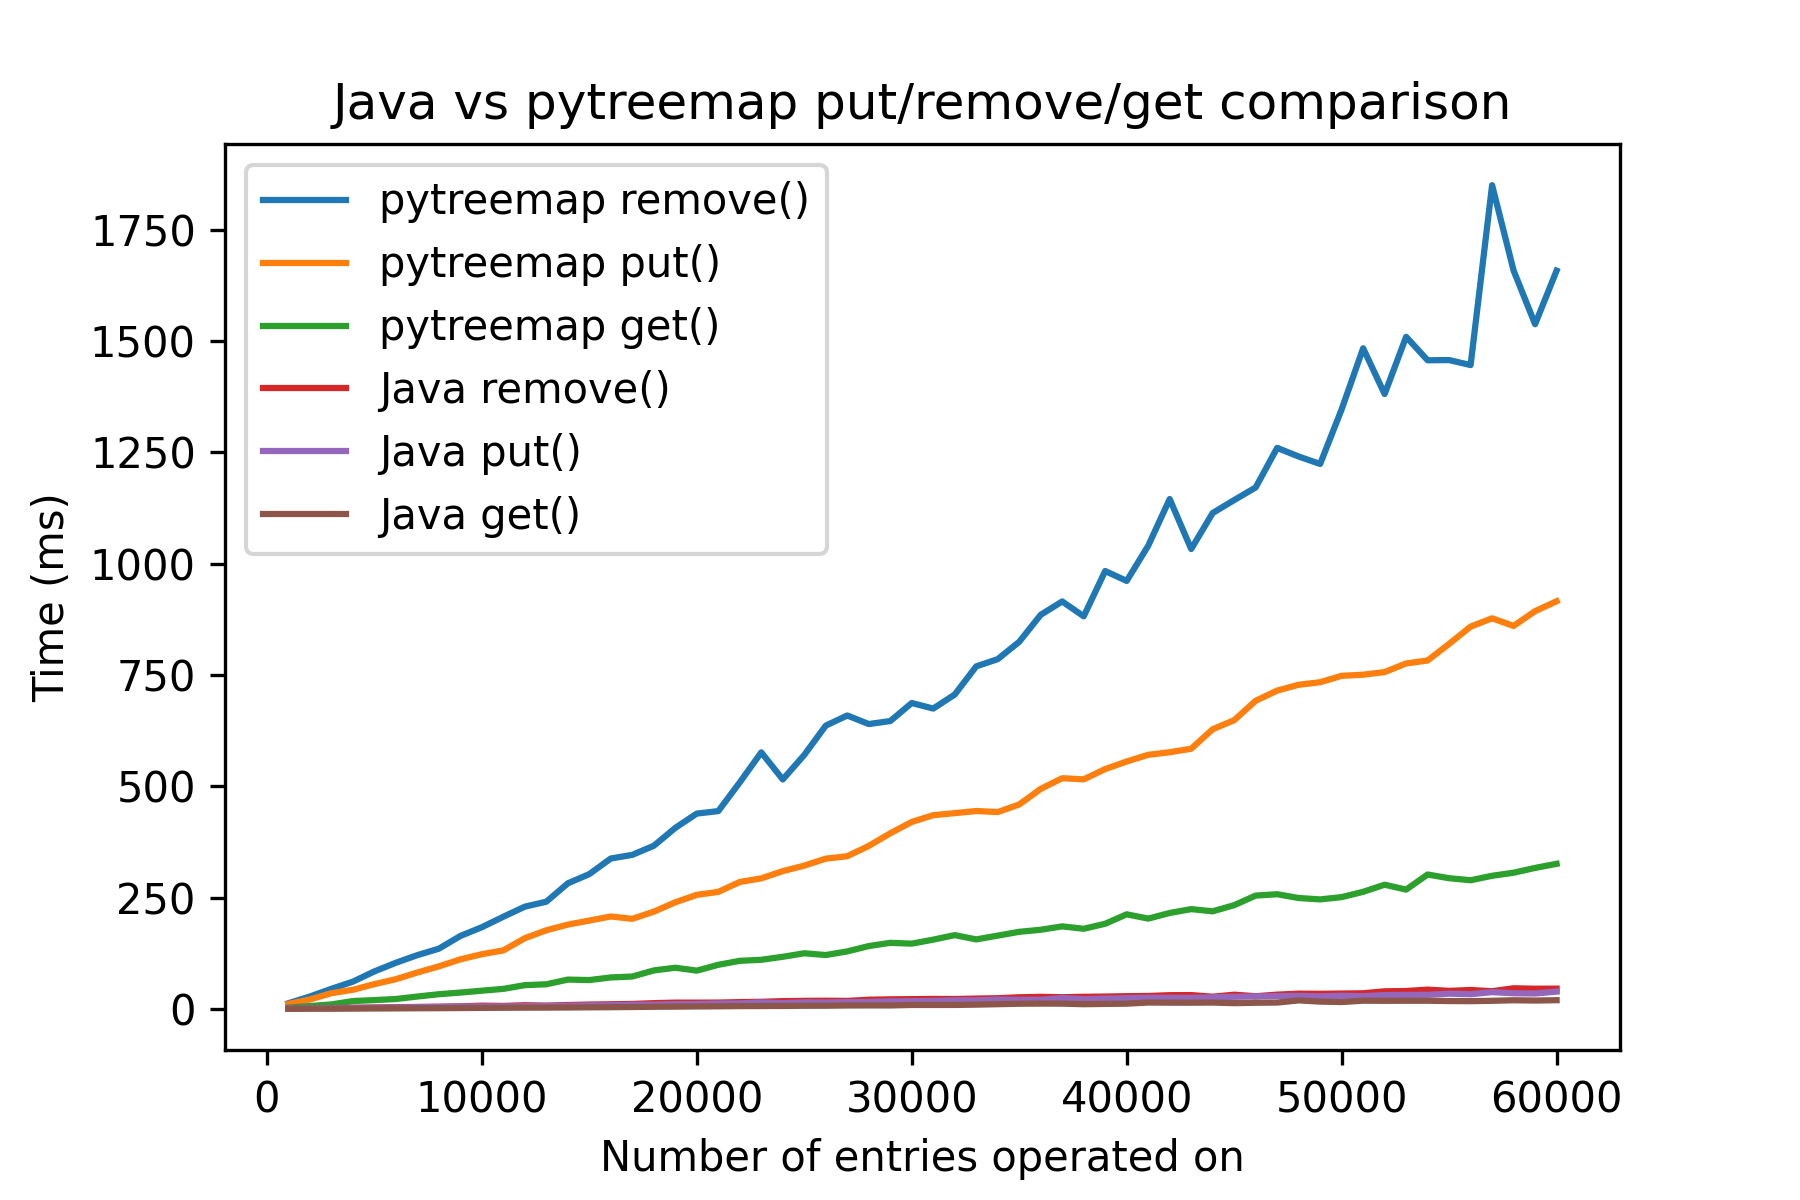 Java vs pytreemap put/remove/get comparison
pytreemap remove()
pytreemap put()
pytreemap get()
Java remove()
Java put()
Java get()
1750
1500
1250
1000
750
500
250
0
Time (ms)
0 10000 20000 30000 40000 50000 60000
Number of entries operated on